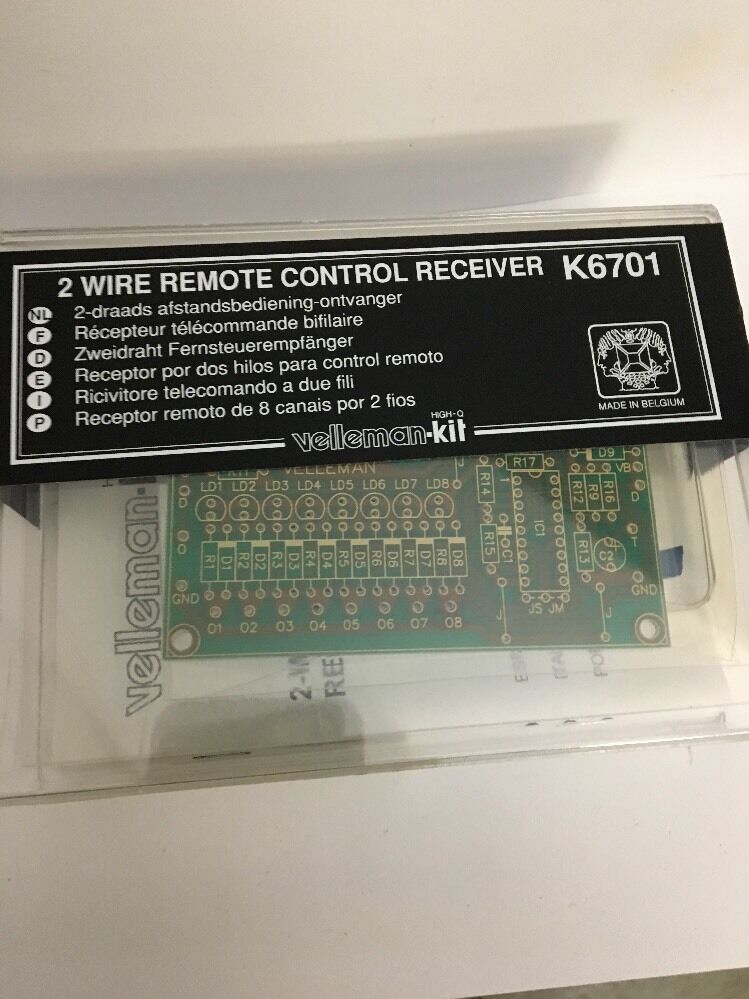 2 WIRE REMOTE CONTROL RECEIVER K6701
NL 2-draads afstandsbediening-ontvanger
F Récepteur télécommande bifilaire
D Zweidraht Fernsteuerempfänger
E Receptor por dos hilos para control remoto
I Ricivitore telecomando a due fili
P Receptor remoto de 8 canais por 2 fios
MADE IN BELGIUM
HIGH-Q
velleman-kit
VELLEMAN
LD1 LD2 LD3 LD4 LD5 LD6 LD7 LD8
R1 D1 R2 D2 R3 D3 R4 D4 R5 D5 R6 D6 R7 D7 R8 D8
GND
O1 O2 O3 O4 O5 O6 O7 O8
R14 R17 D9
VB
R12 R9 R16
D
R15 C1 IC1 R13 C2
GND
J JS JM J
velleman
2-W
RE